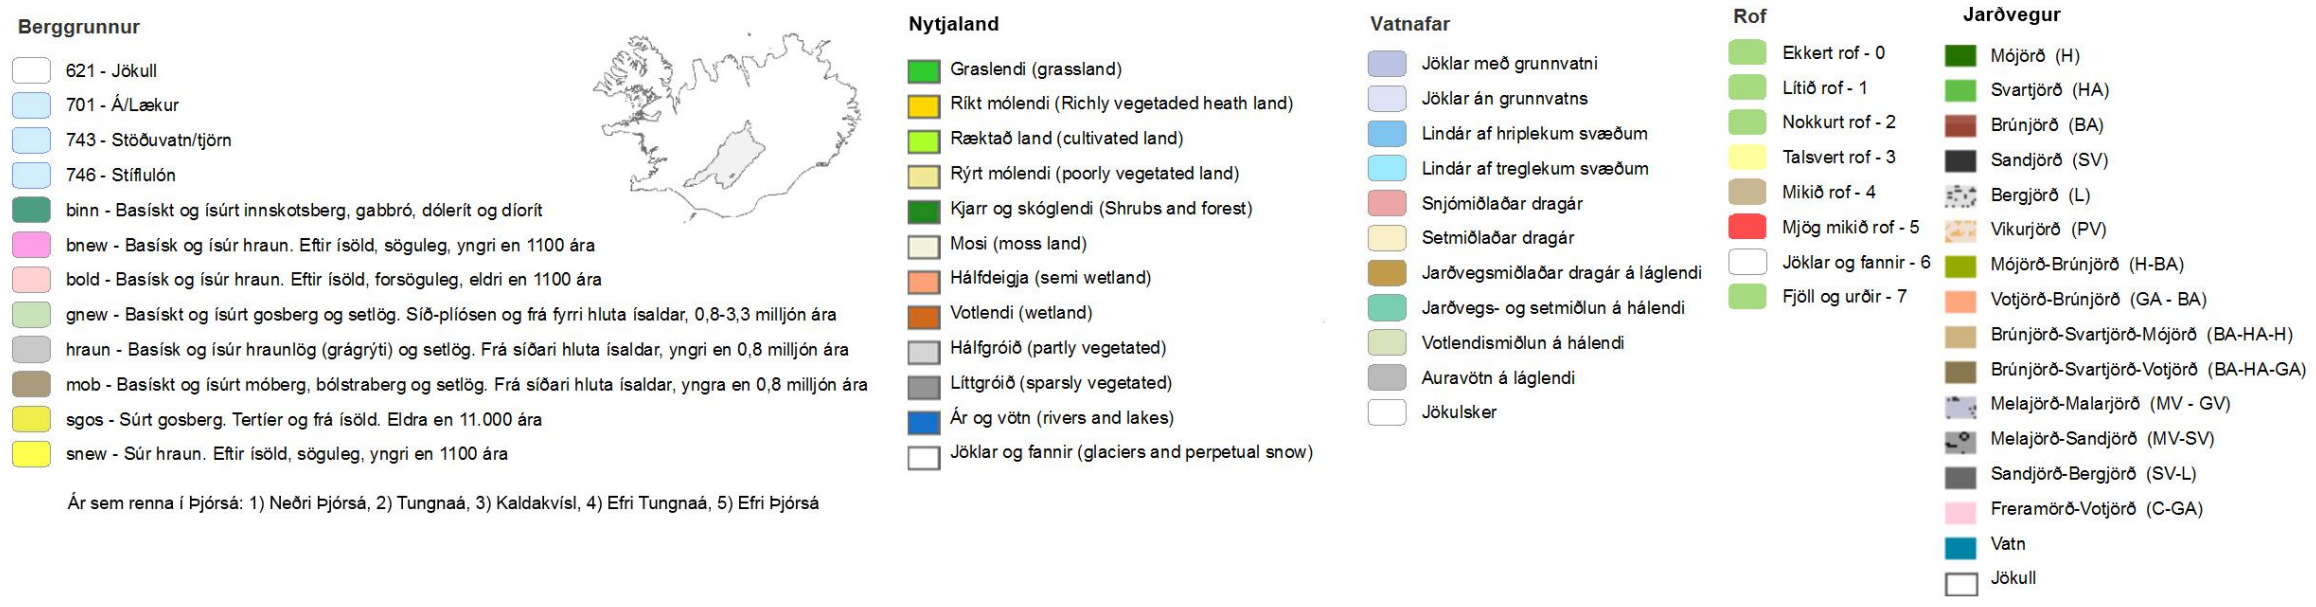 Berggrunnur
621 - Jökull
701 - Á/Lækur
743 - Stöðuvatn/tjörn
746 - Stíflulón
binn - Basískt og ísúrt innskotsberg, gabbró, dólerít og díorít
bnew - Basísk og ísúr hraun. Eftir ísöld, söguleg, yngri en 1100 ára
bold - Basísk og ísúr hraun. Eftir ísöld, forsöguleg, eldri en 1100 ára
gnew - Basískt og ísúrt gosberg og setlög. Síð-plíósen og frá fyrri hluta ísaldar, 0,8-3,3 milljón ára
hraun - Basísk og ísúr hraunlög (grágrýti) og setlög. Frá síðari hluta ísaldar, yngri en 0,8 milljón ára
mob - Basískt og ísúrt móberg, bólstraberg og setlög. Frá síðari hluta ísaldar, yngra en 0,8 milljón ára
sgos - Súrt gosberg. Tertíer og frá ísöld. Eldra en 11.000 ára
snew - Súr hraun. Eftir ísöld, söguleg, yngri en 1100 ára
Ár sem renna í Þjórsá: 1) Neðri Þjórsá, 2) Tungnaá, 3) Kaldakvísl, 4) Efri Tungnaá, 5) Efri Þjórsá
Nytjaland
Graslendi (grassland)
Ríkt mólendi (Richly vegetaded heath land)
Ræktað land (cultivated land)
Rýrt mólendi (poorly vegetated land)
Kjarr og skóglendi (Shrubs and forest)
Mosi (moss land)
Hálfdeigja (semi wetland)
Votlendi (wetland)
Hálfgróið (partly vegetated)
Líttgróið (sparsly vegetated)
Ár og vötn (rivers and lakes)
Jöklar og fannir (glaciers and perpetual snow)
Vatnafar
Jöklar með grunnvatni
Jöklar án grunnvatns
Lindár af hriplekum svæðum
Lindár af treglekum svæðum
Snjómiðlaðar dragár
Setmiðlaðar dragár
Jarðvegsmiðlaðar dragár á láglendi
Jarðvegs- og setmiðlun á hálendi
Votlendismiðlun á hálendi
Auravötn á láglendi
Jökulsker
Rof
Ekkert rof - 0
Lítið rof - 1
Nokkurt rof - 2
Talsvert rof - 3
Mikið rof - 4
Mjög mikið rof - 5
Jöklar og fannir - 6
Fjöll og urðir - 7
Jarðvegur
Mójörð (H)
Svartjörð (HA)
Brúnjörð (BA)
Sandjörð (SV)
Bergjörð (L)
Vikurjörð (PV)
Mójörð-Brúnjörð (H-BA)
Votjörð-Brúnjörð (GA - BA)
Brúnjörð-Svartjörð-Mójörð (BA-HA-H)
Brúnjörð-Svartjörð-Votjörð (BA-HA-GA)
Melajörð-Malarjörð (MV - GV)
Melajörð-Sandjörð (MV-SV)
Sandjörð-Bergjörð (SV-L)
Freramörð-Votjörð (C-GA)
Vatn
Jökull